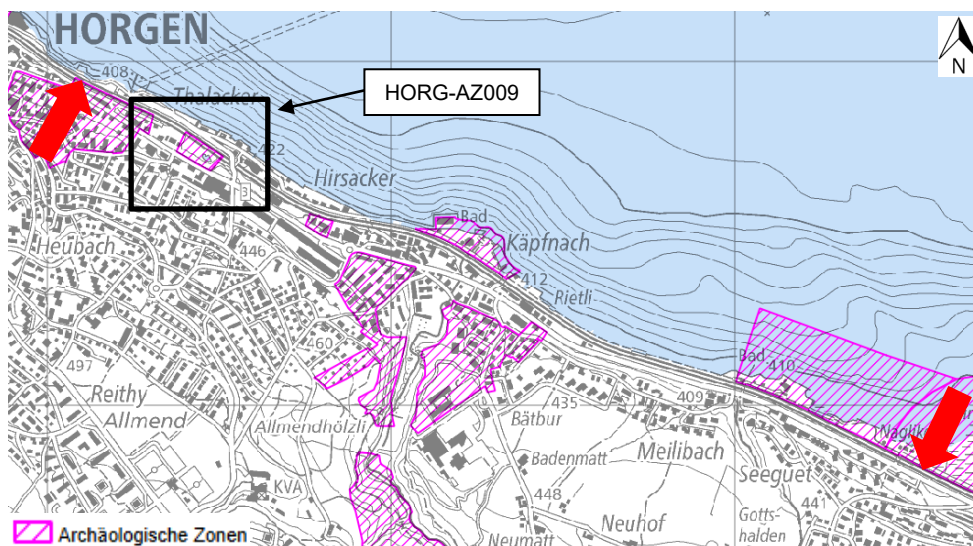 HORGEN
N
408
Thalacker
HORG-AZ009
422
Hirsacker
3
Bad
Käpfnach
Heubach
446
412
Rietli
460
497
Reithy
Allmend
Allmendhölzli
Bätbur
435
409
Bad
410
Meilibach
Badenmatt
Seeguet
KVA
448
441
Neuhof
Gotts-
halden
Neumatt
Archäologische Zonen